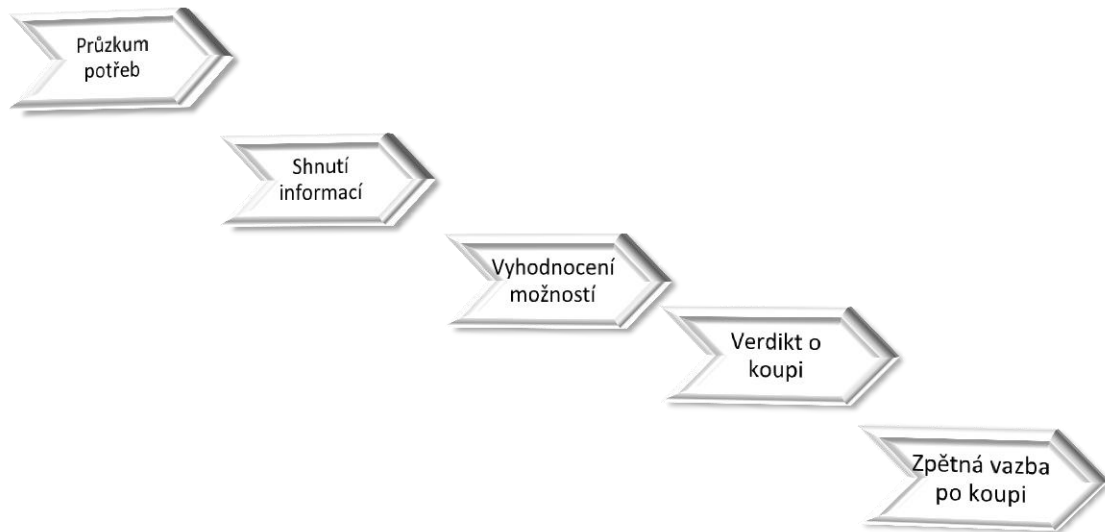 Průzkum
potřeb
Shnutí
informací
Vyhodnocení
možností
Verdikt o
koupi
Zpětná vazba
po koupi